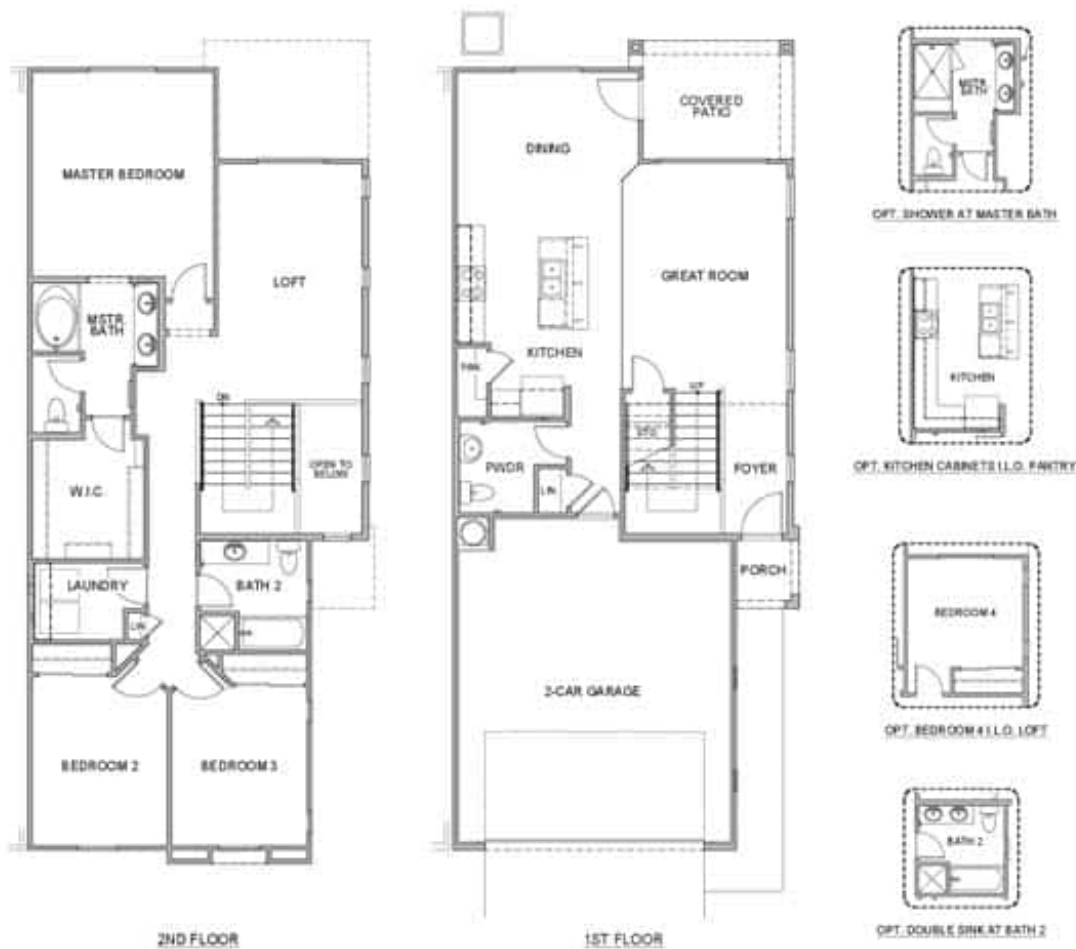 MASTER BEDROOM
LOFT
MSTR.
BATH
DN
OPEN TO
BELOW
W.I.C.
LAUNDRY
LIN
BATH 2
BEDROOM 2
BEDROOM 3
2ND FLOOR
COVERED
PATIO
DINING
GREAT ROOM
KITCHEN
UP
PWDR
LIN
FOYER
PORCH
2-CAR GARAGE
1ST FLOOR
MSTR.
BATH
OPT. SHOWER AT MASTER BATH
KITCHEN
OPT. KITCHEN CABINETS I.L.O. PANTRY
BEDROOM 4
OPT. BEDROOM 4 I.L.O. LOFT
BATH 2
OPT. DOUBLE SINK AT BATH 2